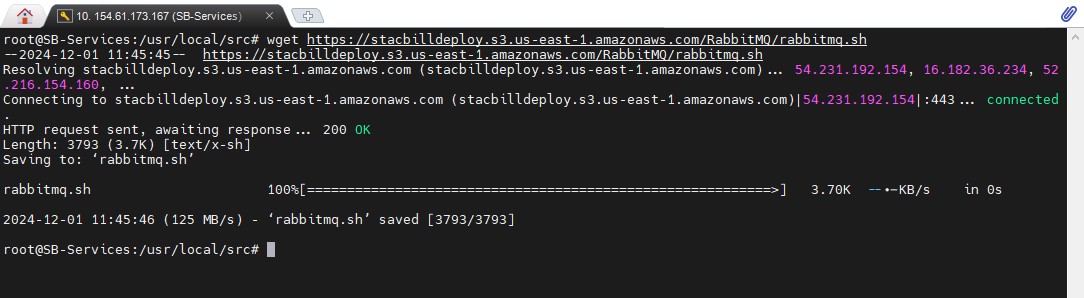 10. 154.61.173.167 (SB-Services)
root@SB-Services:/usr/local/src# wget https://stacbilldeploy.s3.us-east-1.amazonaws.com/RabbitMQ/rabbitmq.sh
--2024-12-01 11:45:45-- https://stacbilldeploy.s3.us-east-1.amazonaws.com/RabbitMQ/rabbitmq.sh
Resolving stacbilldeploy.s3.us-east-1.amazonaws.com (stacbilldeploy.s3.us-east-1.amazonaws.com)... 54.231.192.154, 16.182.36.234, 52
.216.154.160, ...
Connecting to stacbilldeploy.s3.us-east-1.amazonaws.com (stacbilldeploy.s3.us-east-1.amazonaws.com)|54.231.192.154|:443... connected
.
HTTP request sent, awaiting response... 200 OK
Length: 3793 (3.7K) [text/x-sh]
Saving to: ‘rabbitmq.sh’
rabbitmq.sh 100%[==========================================================>] 3.70K --•-KB/s in 0s
2024-12-01 11:45:46 (125 MB/s) - ‘rabbitmq.sh’ saved [3793/3793]
root@SB-Services:/usr/local/src#